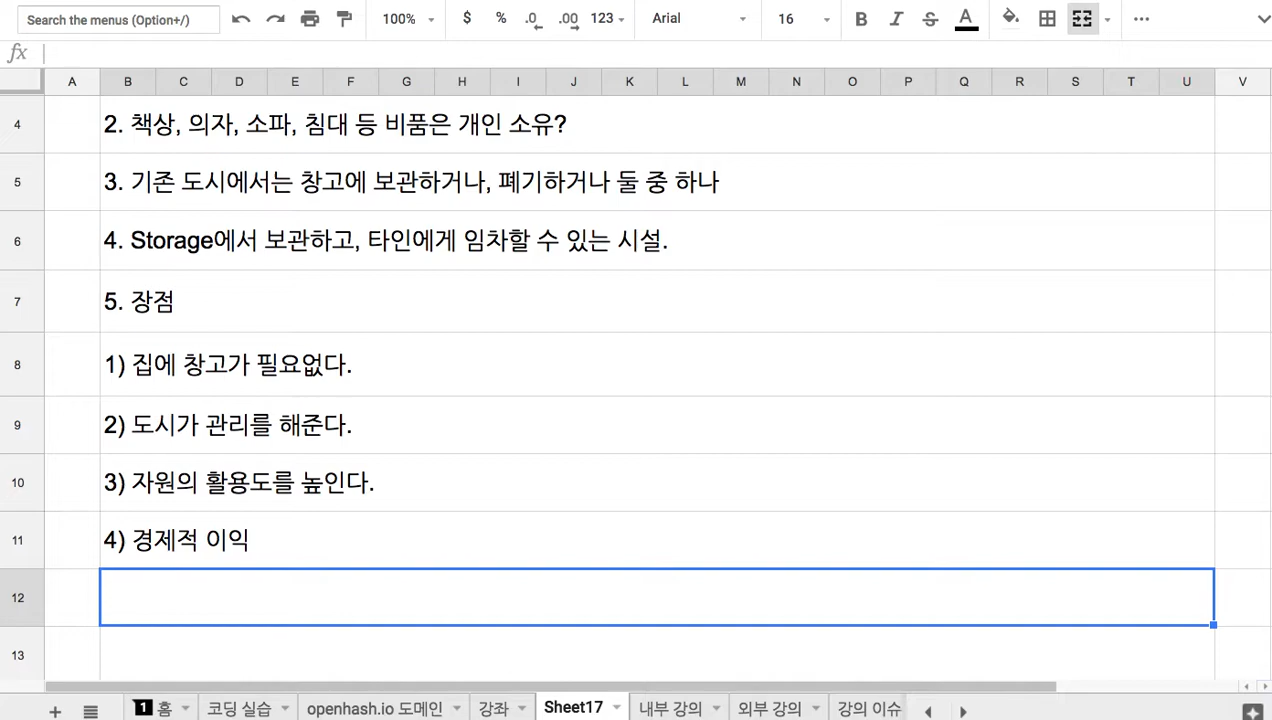 Search the menus (Option+/) 100% $ % .0 .00 123 Arial 16 B I S A ...
fx
A B C D E F G H I J K L M N O P Q R S T U V
4 2. 책상, 의자, 소파, 침대 등 비품은 개인 소유?
5 3. 기존 도시에서는 창고에 보관하거나, 폐기하거나 둘 중 하나
6 4. Storage에서 보관하고, 타인에게 임차할 수 있는 시설.
7 5. 장점
8 1) 집에 창고가 필요없다.
9 2) 도시가 관리를 해준다.
10 3) 자원의 활용도를 높인다.
11 4) 경제적 이익
12
13
+ 1 홈 코딩 실습 openhash.io 도메인 강좌 Sheet17 내부 강의 외부 강의 강의 이슈